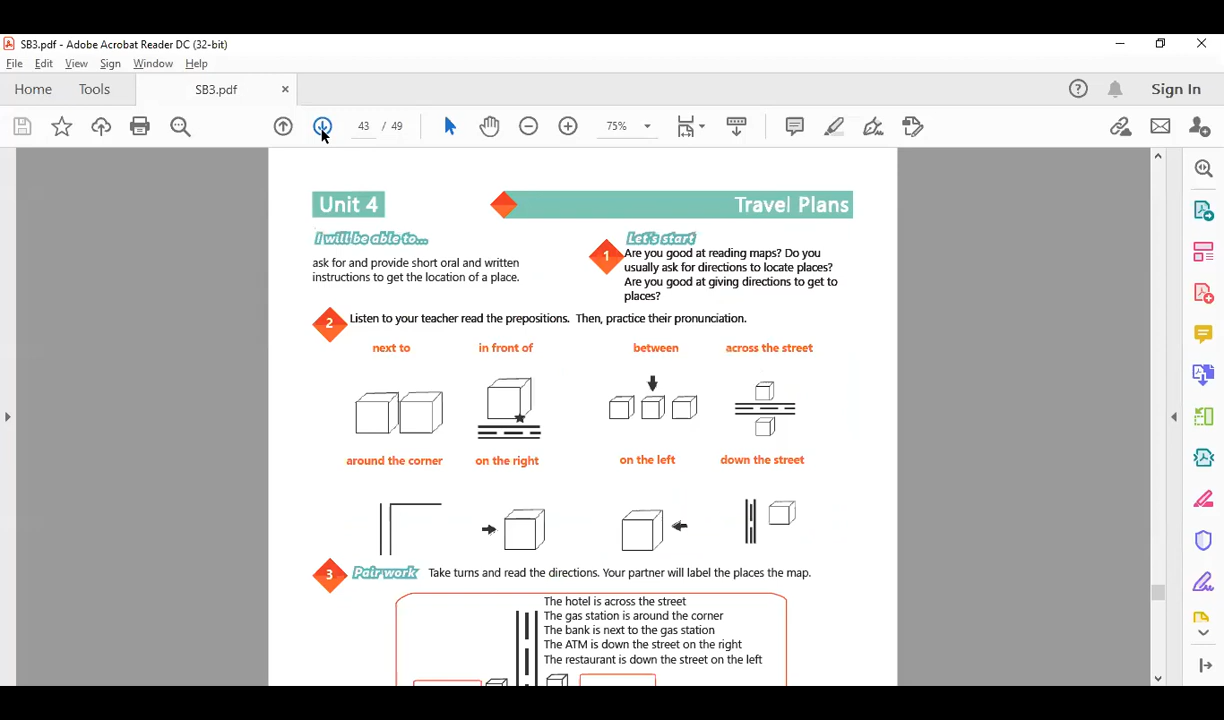 SB3.pdf - Adobe Acrobat Reader DC (32-bit)
File Edit View Sign Window Help
Home Tools SB3.pdf × Sign In
43 / 49 75%
Unit 4 Travel Plans
I will be able to...
ask for and provide short oral and written
instructions to get the location of a place.
Let's start
1 Are you good at reading maps? Do you
usually ask for directions to locate places?
Are you good at giving directions to get to
places?
2 Listen to your teacher read the prepositions. Then, practice their pronunciation.
next to in front of between across the street
around the corner on the right on the left down the street
3 Pair work Take turns and read the directions. Your partner will label the places the map.
The hotel is across the street
The gas station is around the corner
The bank is next to the gas station
The ATM is down the street on the right
The restaurant is down the street on the left